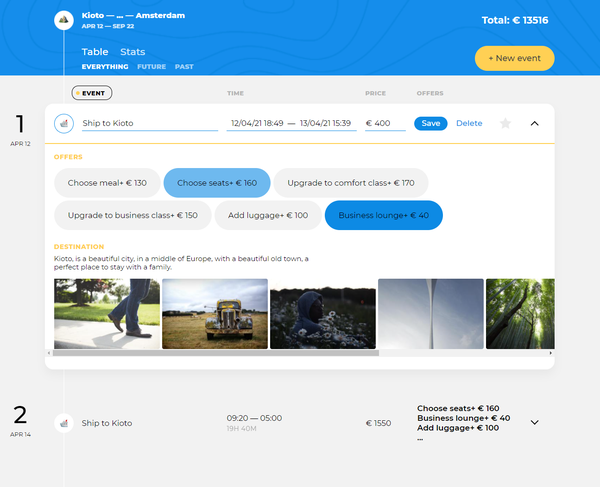 Kioto — ... — Amsterdam
APR 12 — SEP 22
Total: € 13516
Table Stats
EVERYTHING FUTURE PAST
+ New event
EVENT TIME PRICE OFFERS
1
APR 12
Ship to Kioto 12/04/21 18:49 — 13/04/21 15:39 € 400 Save Delete
OFFERS
Choose meal+ € 130 Choose seats+ € 160 Upgrade to comfort class+ € 170
Upgrade to business class+ € 150 Add luggage+ € 100 Business lounge+ € 40
DESTINATION
Kioto, is a beautiful city, in a middle of Europe, with a beautiful old town, a
perfect place to stay with a family.
2
APR 14
Ship to Kioto
09:20 — 05:00
19H 40M
€ 1550
Choose seats+ € 160
Business lounge+ € 40
Add luggage+ € 100
...